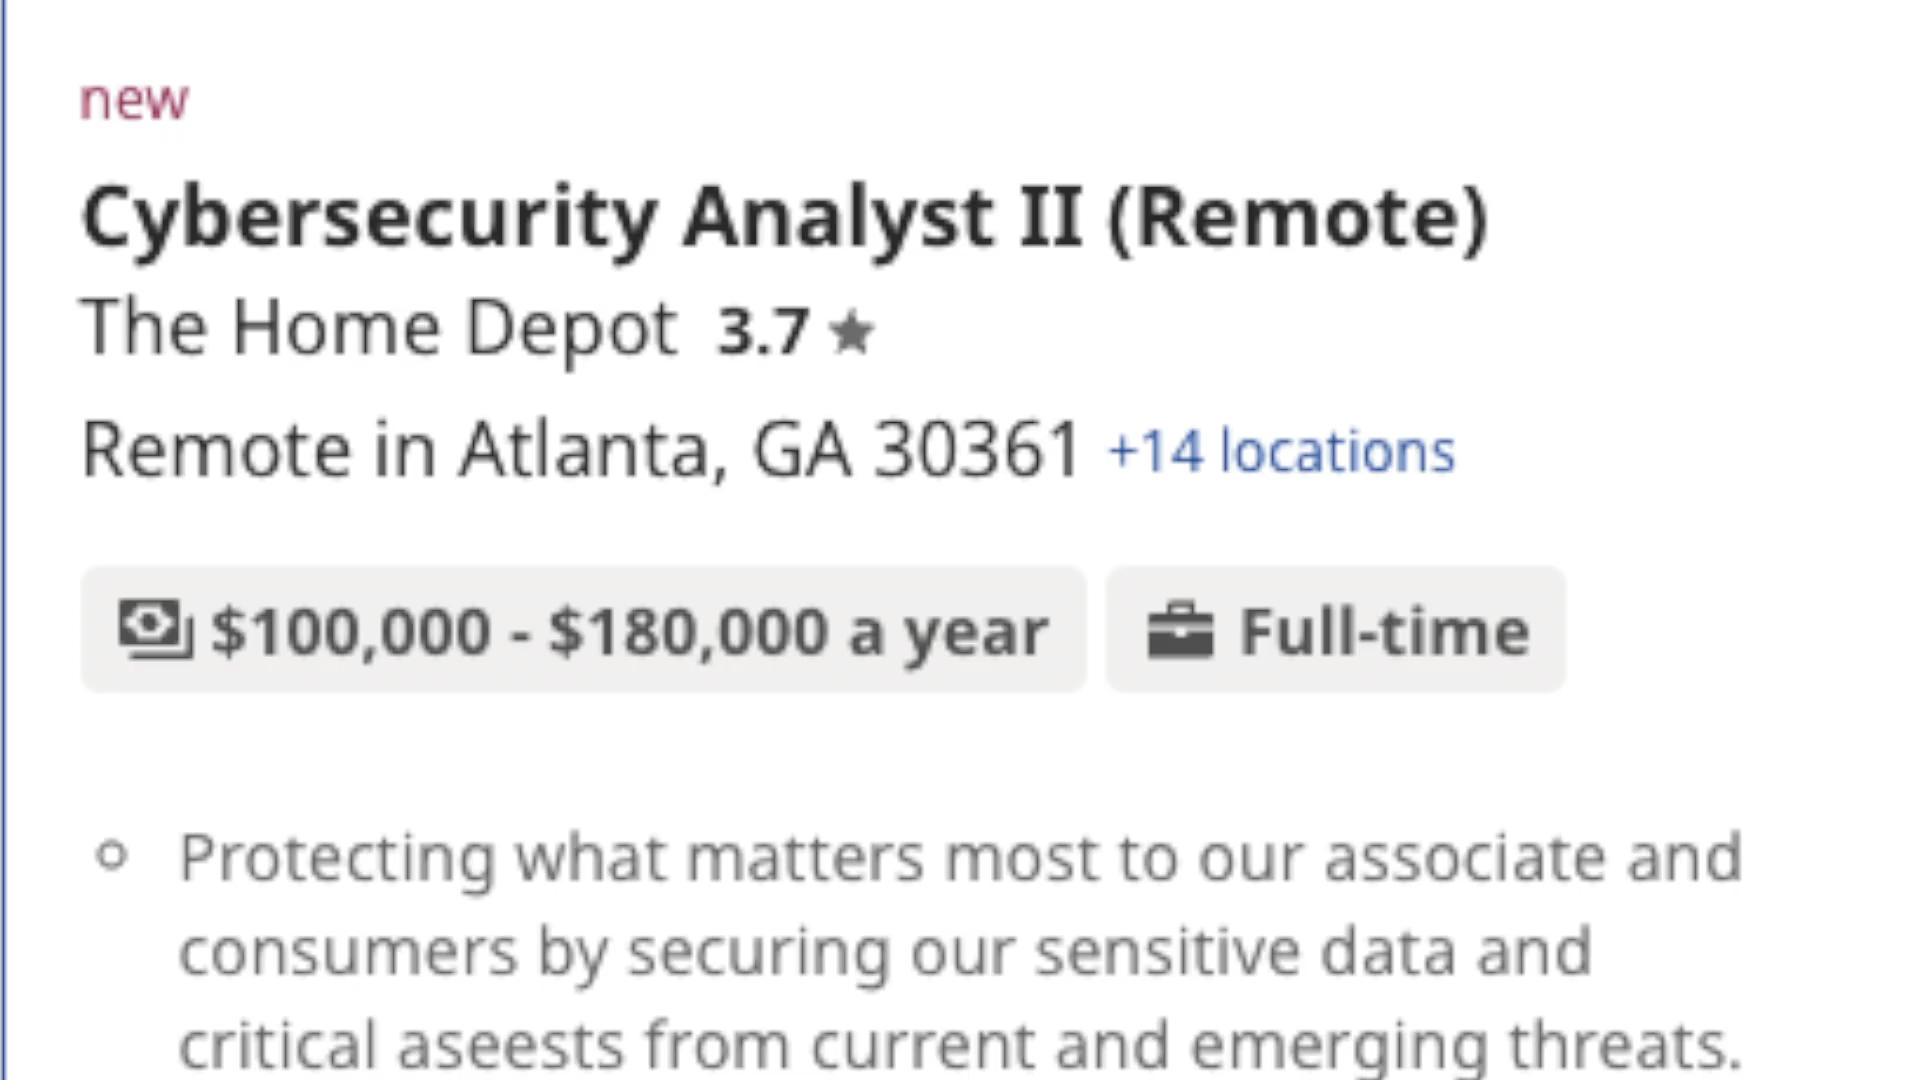 new
Cybersecurity Analyst II (Remote)
The Home Depot 3.7 ★
Remote in Atlanta, GA 30361 +14 locations
$100,000 - $180,000 a year Full-time
Protecting what matters most to our associate and
consumers by securing our sensitive data and
critical aseests from current and emerging threats.